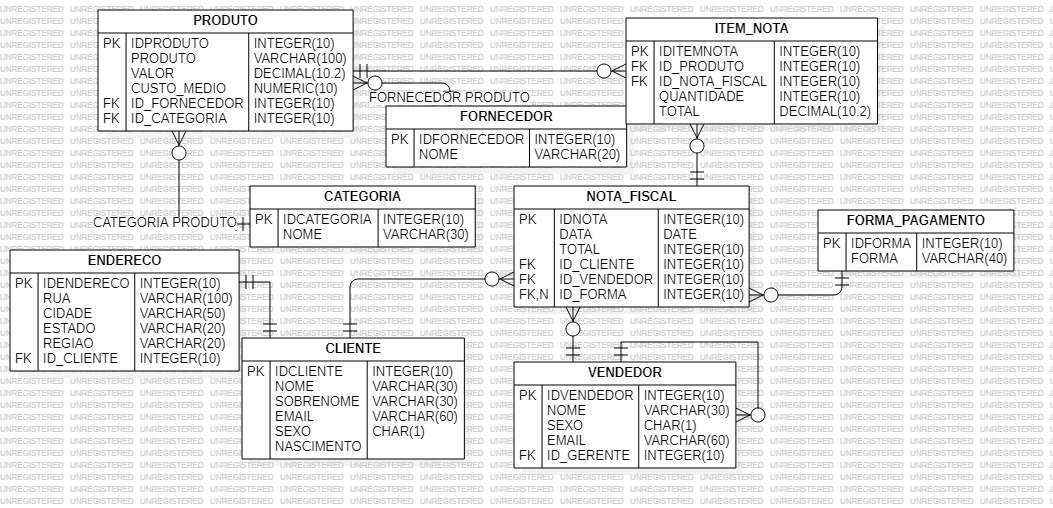 PRODUTO
PK IDPRODUTO INTEGER(10)
PRODUTO VARCHAR(100)
VALOR DECIMAL(10.2)
CUSTO_MEDIO NUMERIC(10)
FK ID_FORNECEDOR INTEGER(10)
FK ID_CATEGORIA INTEGER(10)
ITEM_NOTA
PK IDITEMNOTA INTEGER(10)
FK ID_PRODUTO INTEGER(10)
FK ID_NOTA_FISCAL INTEGER(10)
QUANTIDADE INTEGER(10)
TOTAL DECIMAL(10.2)
FORNECEDOR PRODUTO
FORNECEDOR
PK IDFORNECEDOR INTEGER(10)
NOME VARCHAR(20)
CATEGORIA PRODUTO
CATEGORIA
PK IDCATEGORIA INTEGER(10)
NOME VARCHAR(30)
NOTA_FISCAL
PK IDNOTA INTEGER(10)
DATA DATE
TOTAL INTEGER(10)
FK ID_CLIENTE INTEGER(10)
FK ID_VENDEDOR INTEGER(10)
FK,N ID_FORMA INTEGER(10)
FORMA_PAGAMENTO
PK IDFORMA INTEGER(10)
FORMA VARCHAR(40)
ENDERECO
PK IDENDERECO INTEGER(10)
RUA VARCHAR(100)
CIDADE VARCHAR(50)
ESTADO VARCHAR(20)
REGIAO VARCHAR(20)
FK ID_CLIENTE INTEGER(10)
CLIENTE
PK IDCLIENTE INTEGER(10)
NOME VARCHAR(30)
SOBRENOME VARCHAR(30)
EMAIL VARCHAR(60)
SEXO CHAR(1)
NASCIMENTO
VENDEDOR
PK IDVENDEDOR INTEGER(10)
NOME VARCHAR(30)
SEXO CHAR(1)
EMAIL VARCHAR(60)
FK ID_GERENTE INTEGER(10)
UNREGISTERED